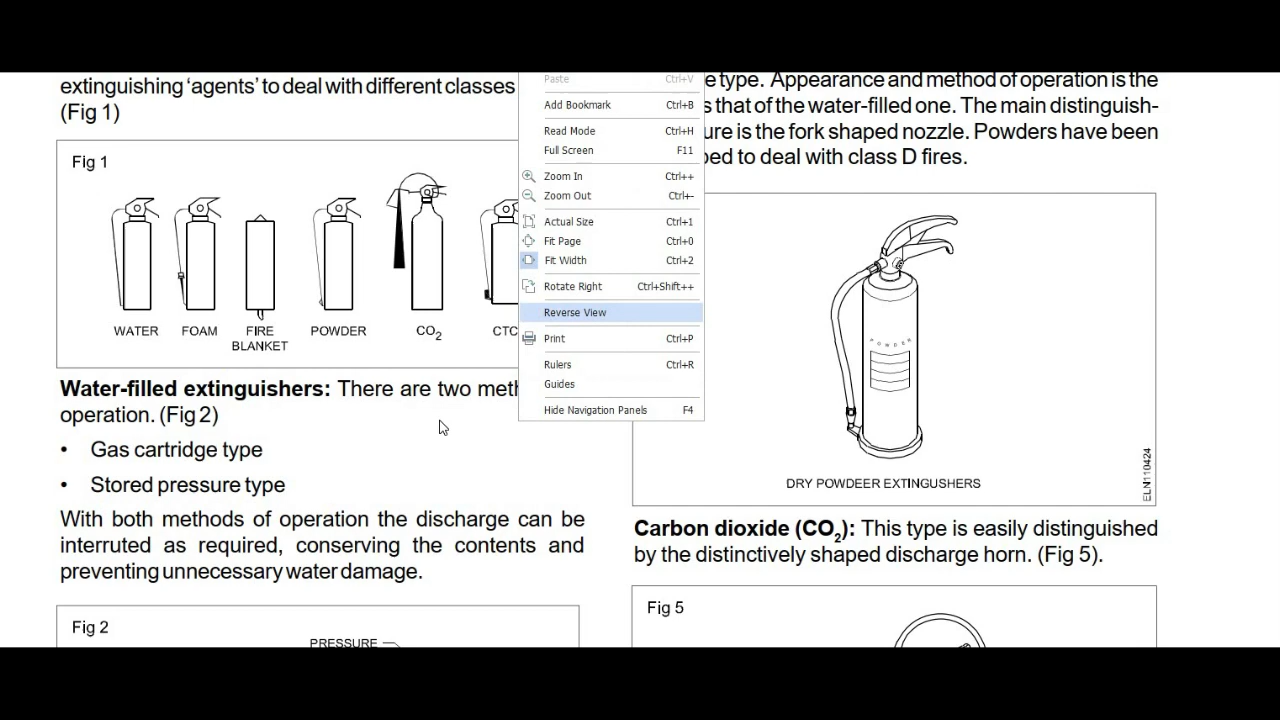 extinguishing 'agents' to deal with different classes
(Fig 1)
Fig 1
WATER
FOAM
FIRE
BLANKET
POWDER
CO2
CTC
Water-filled extinguishers: There are two meth
operation. (Fig 2)
• Gas cartridge type
• Stored pressure type
With both methods of operation the discharge can be
interruted as required, conserving the contents and
preventing unnecessary water damage.
Fig 2
PRESSURE
Paste Ctrl+V
Add Bookmark Ctrl+B
Read Mode Ctrl+H
Full Screen F11
Zoom In Ctrl++
Zoom Out Ctrl+-
Actual Size Ctrl+1
Fit Page Ctrl+0
Fit Width Ctrl+2
Rotate Right Ctrl+Shift++
Reverse View
Print Ctrl+P
Rulers Ctrl+R
Guides
Hide Navigation Panels F4
e type. Appearance and method of operation is the
s that of the water-filled one. The main distinguish-
ure is the fork shaped nozzle. Powders have been
ped to deal with class D fires.
POWDER
DRY POWDEER EXTINGUSHERS
ELN110424
Carbon dioxide (CO2): This type is easily distinguished
by the distinctively shaped discharge horn. (Fig 5).
Fig 5